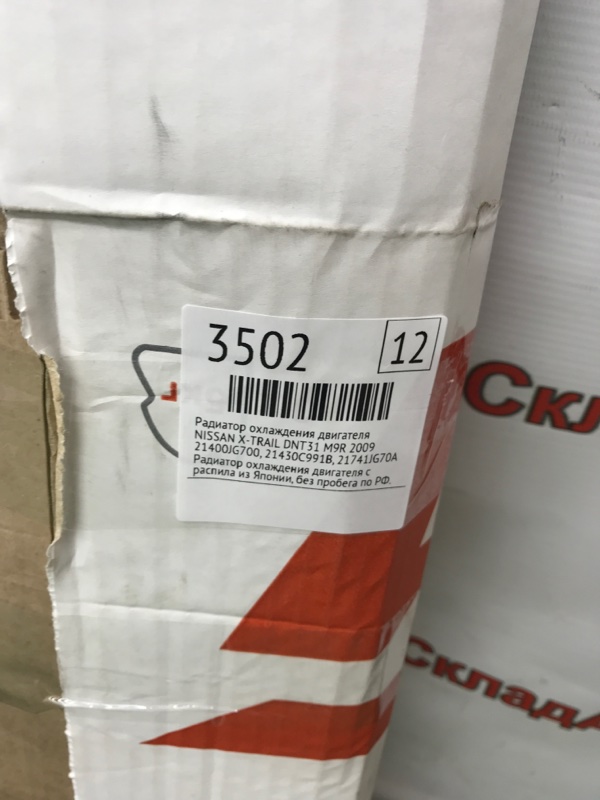 3502
12
Радиатор охлаждения двигателя
NISSAN X-TRAIL DNT31 M9R 2009
21400JG700, 21430C991B, 21741JG70A
Радиатор охлаждения двигателя с
распила из Японии, без пробега по РФ.
Скл
Склад